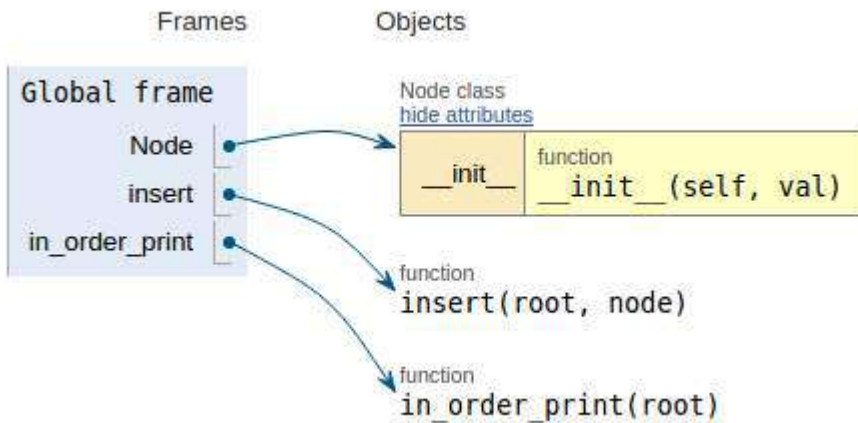 Frames Objects
Global frame
Node
insert
in_order_print
Node class
hide attributes
__init__
function
__init__(self, val)
function
insert(root, node)
function
in_order_print(root)